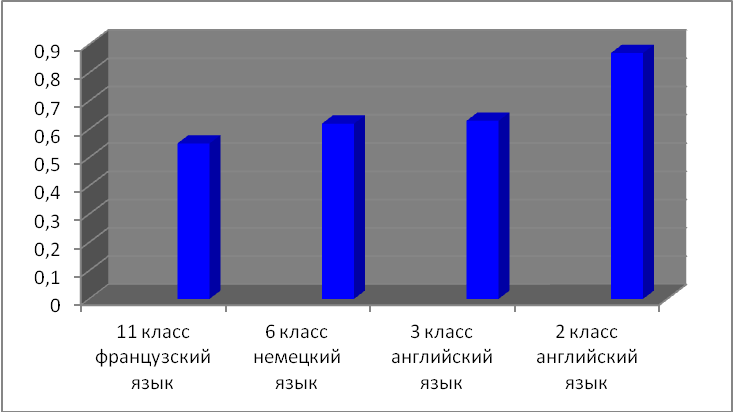 0,9
0,8
0,7
0,6
0,5
0,4
0,3
0,2
0,1
0
11 класс
французский
язык
6 класс
немецкий
язык
3 класс
английский
язык
2 класс
английский
язык